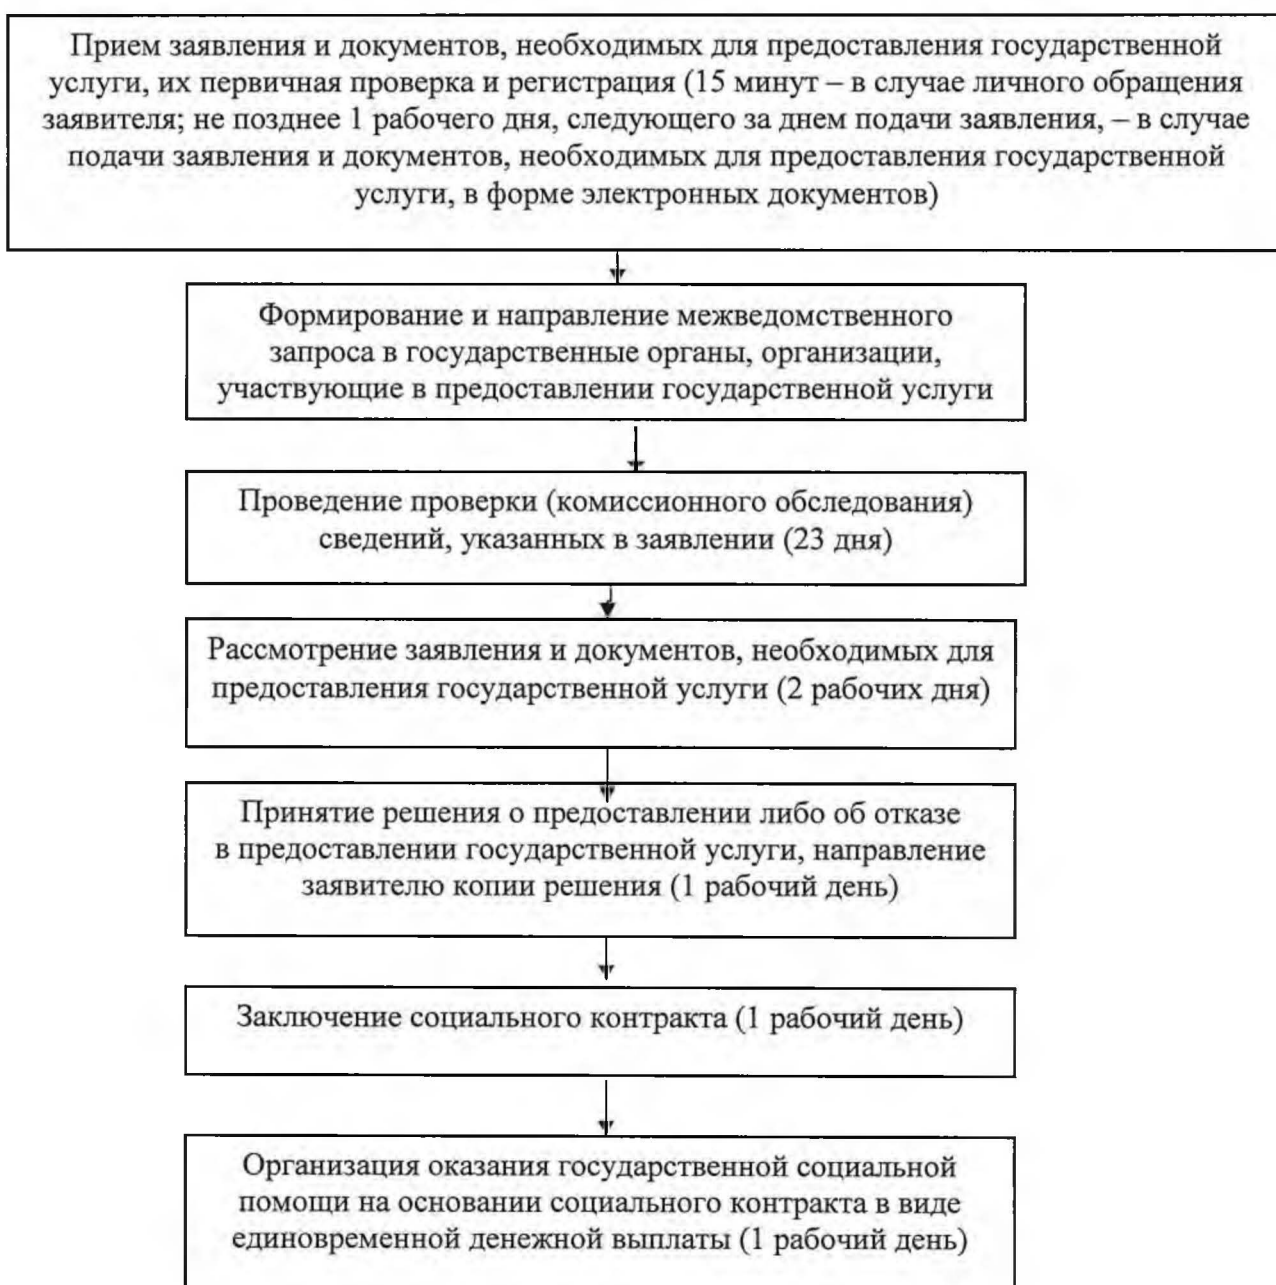 Прием заявления и документов, необходимых для предоставления государственной
услуги, их первичная проверка и регистрация (15 минут – в случае личного обращения
заявителя; не позднее 1 рабочего дня, следующего за днем подачи заявления, – в случае
подачи заявления и документов, необходимых для предоставления государственной
услуги, в форме электронных документов)
Формирование и направление межведомственного
запроса в государственные органы, организации,
участвующие в предоставлении государственной услуги
Проведение проверки (комиссионного обследования)
сведений, указанных в заявлении (23 дня)
Рассмотрение заявления и документов, необходимых для
предоставления государственной услуги (2 рабочих дня)
Принятие решения о предоставлении либо об отказе
в предоставлении государственной услуги, направление
заявителю копии решения (1 рабочий день)
Заключение социального контракта (1 рабочий день)
Организация оказания государственной социальной
помощи на основании социального контракта в виде
единовременной денежной выплаты (1 рабочий день)